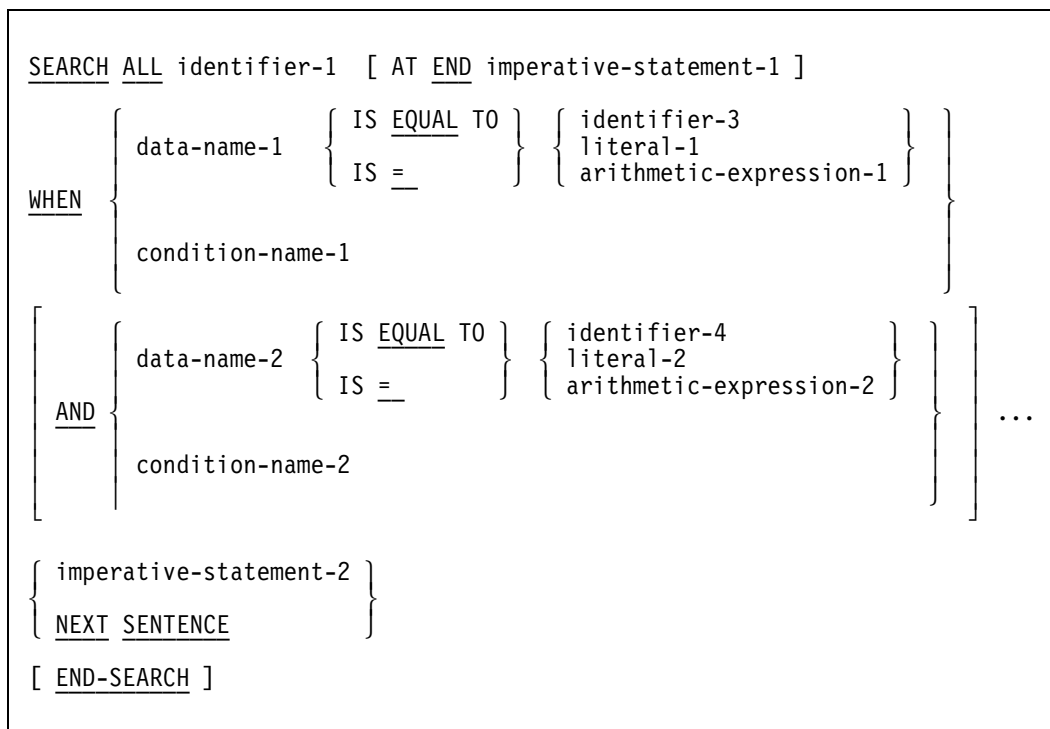 SEARCH ALL identifier-1 [ AT END imperative-statement-1 ]
IS EQUAL TO identifier-3
data-name-1 literal-1
IS = arithmetic-expression-1
WHEN
condition-name-1
IS EQUAL TO identifier-4
data-name-2 literal-2
IS = arithmetic-expression-2
AND ...
condition-name-2
imperative-statement-2
NEXT SENTENCE
[ END-SEARCH ]